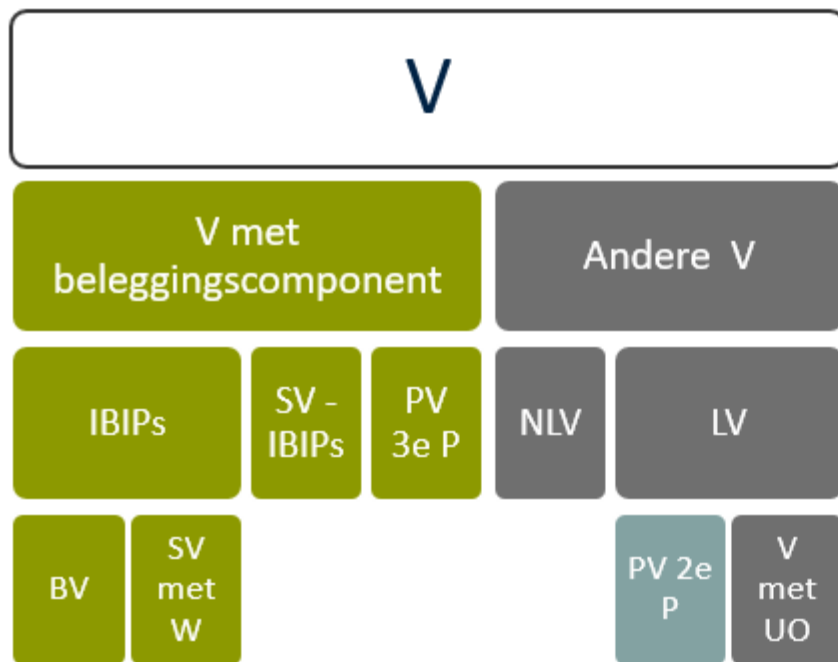 V
V met
beleggingscomponent
Andere V
IBIPs
SV -
IBIPs
PV
3e P
NLV
LV
BV
SV
met
W
PV 2e
P
V
met
UO